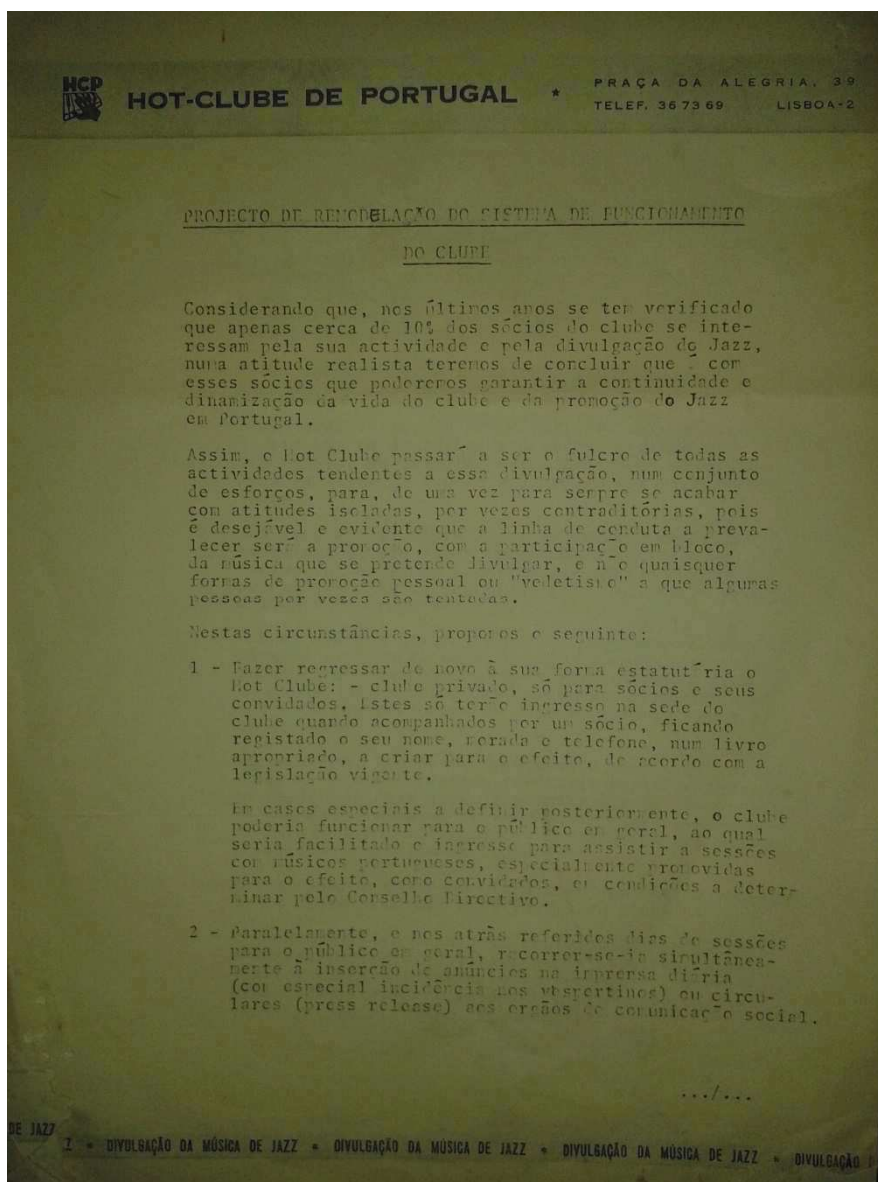 HCP
HOT-CLUBE DE PORTUGAL * PRAÇA DA ALEGRIA, 39
TELEF. 36 73 69 LISBOA-2
PROJECTO DE REMODELAÇÃO DO SISTEMA DE FUNCIONAMENTO
DO CLUBE
Considerando que, nos últimos anos se tem verificado
que apenas cerca de 10% dos sócios do clube se inte-
ressam pela sua actividade e pela divulgação do Jazz,
numa atitude realista teremos de concluir que é com
esses sócios que poderemos garantir a continuidade e
dinamização da vida do clube e da promoção do Jazz
em Portugal.
Assim, o Hot Clube passará a ser o fulcro de todas as
actividades tendentes a essa divulgação, num conjunto
de esforços, para, de uma vez para sempre se acabar
com atitudes isoladas, por vezes contraditórias, pois
é desejável e evidente que a linha de conduta a preva-
lecer será a promoção, com a participação em bloco,
da música que se pretende divulgar, e não quaisquer
formas de promoção pessoal ou "vedetismo" a que algumas
pessoas por vezes são tentadas.
Nestas circunstâncias, propomos o seguinte:
1 - Fazer regressar de novo à sua forma estatutária o
Hot Clube: - clube privado, só para sócios e seus
convidados. Estes só terão ingresso na sede do
clube quando acompanhados por um sócio, ficando
registado o seu nome, morada e telefone, num livro
apropriado, a criar para o efeito, de acordo com a
legislação vigente.
Em casos especiais a definir posteriormente, o clube
poderia funcionar para o público em geral, ao qual
seria facilitado o ingresso para assistir a sessões
com músicos portugueses, especialmente promovidas
para o efeito, como convidados, em condições a deter-
minar pelo Conselho Directivo.
2 - Paralelamente, e nos atrás referidos dias de sessões
para o público em geral, recorrer-se-ia simultânea-
mente à inserção de anúncios na imprensa diária
(com especial incidência nos vespertinos) ou circu-
lares (press release) aos orgãos de comunicação social.
.../...
DE JAZZ
Z * DIVULGAÇÃO DA MÚSICA DE JAZZ * DIVULGAÇÃO DA MÚSICA DE JAZZ * DIVULGAÇÃO DA MÚSICA DE JAZZ * DIVULGAÇÃO